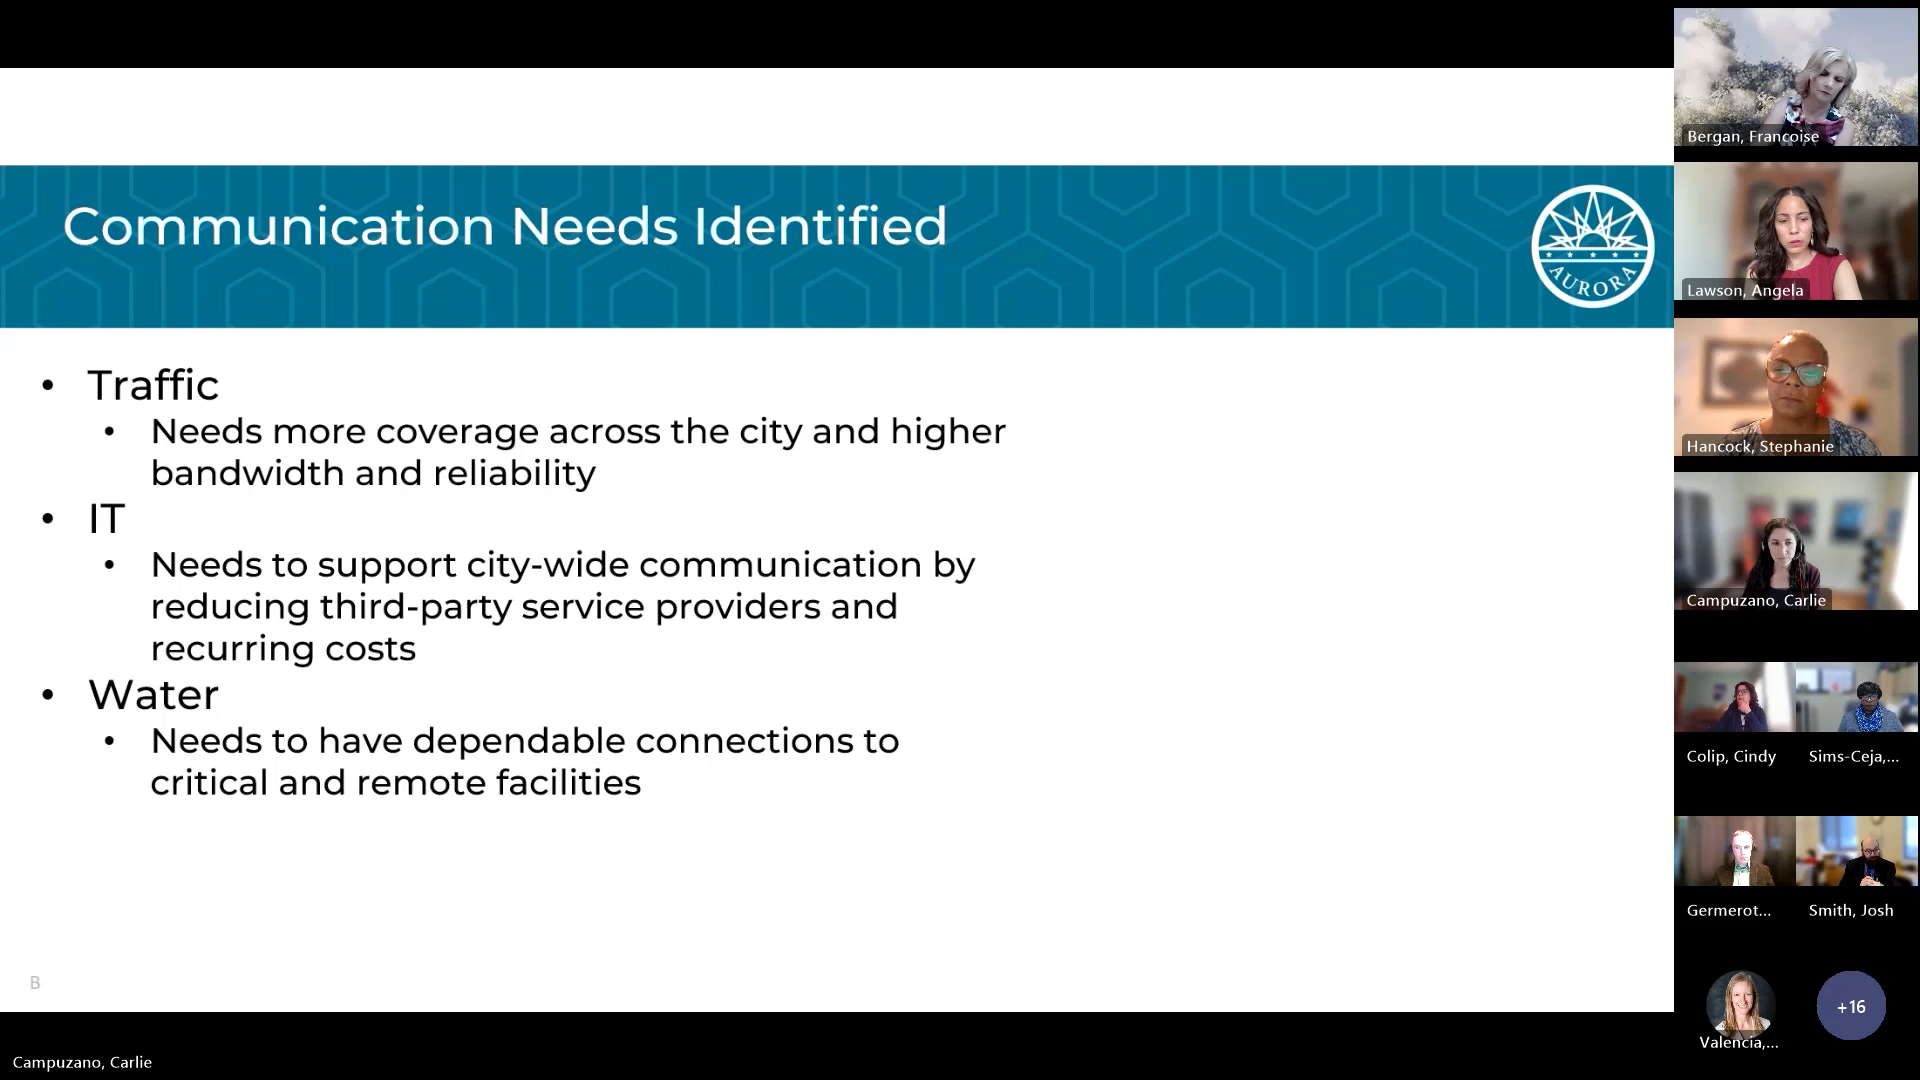 Communication Needs Identified
AURORA
• Traffic
• Needs more coverage across the city and higher
bandwidth and reliability
• IT
• Needs to support city-wide communication by
reducing third-party service providers and
recurring costs
• Water
• Needs to have dependable connections to
critical and remote facilities
B
Campuzano, Carlie
Bergan, Francoise
Lawson, Angela
Hancock, Stephanie
Campuzano, Carlie
Colip, Cindy
Sims-Ceja,...
Germerot...
Smith, Josh
Valencia,...
+16